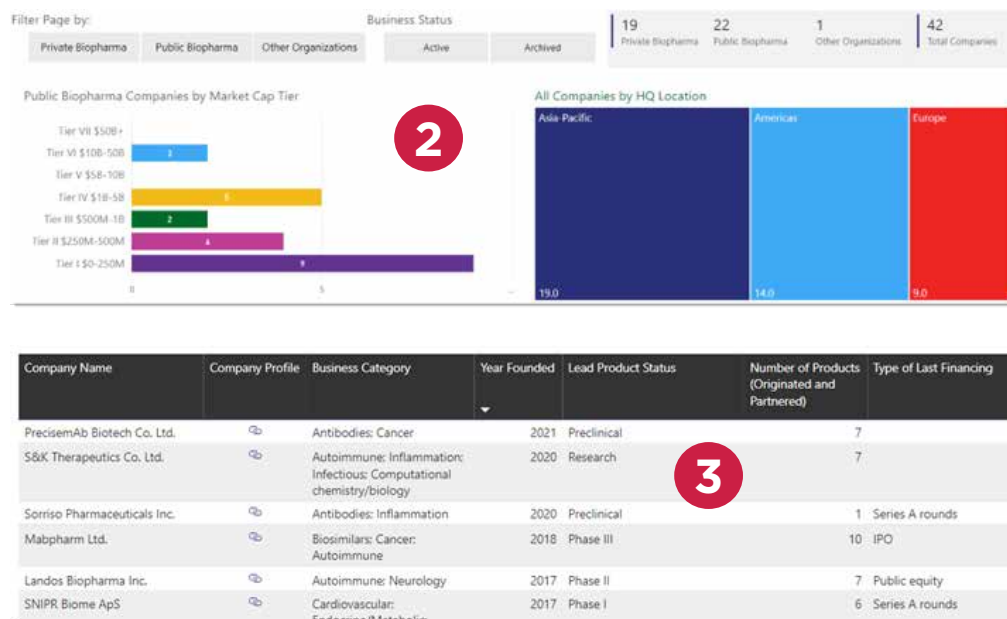 Filter Page by:
Business Status
Private Biopharma
Public Biopharma
Other Organizations
Active
Archived
19
Private Biopharma
22
Public Biopharma
1
Other Organizations
42
Total Companies
Public Biopharma Companies by Market Cap Tier
Tier VII $50B+
Tier VI $10B-50B
2
Tier V $5B-10B
Tier IV $1B-5B
5
Tier III $500M-1B
2
Tier II $250M-500M
4
Tier I $0-250M
9
0
5
2
All Companies by HQ Location
Asia-Pacific
19.0
Americas
14.0
Europe
9.0
Company Name
Company Profile
Business Category
Year Founded
Lead Product Status
Number of Products
(Originated and
Partnered)
Type of Last Financing
PrecisemAb Biotech Co. Ltd.
Antibodies; Cancer
2021
Preclinical
7
S&K Therapeutics Co. Ltd.
Autoimmune; Inflammation;
Infectious; Computational
chemistry/biology
2020
Research
7
3
Sorriso Pharmaceuticals Inc.
Antibodies; Inflammation
2020
Preclinical
1
Series A rounds
Mabpharm Ltd.
Biosimilars; Cancer;
Autoimmune
2018
Phase III
10
IPO
Landos Biopharma Inc.
Autoimmune; Neurology
2017
Phase II
7
Public equity
SNIPR Biome ApS
Cardiovascular;
Endocrine/Metabolic;
2017
Phase I
6
Series A rounds